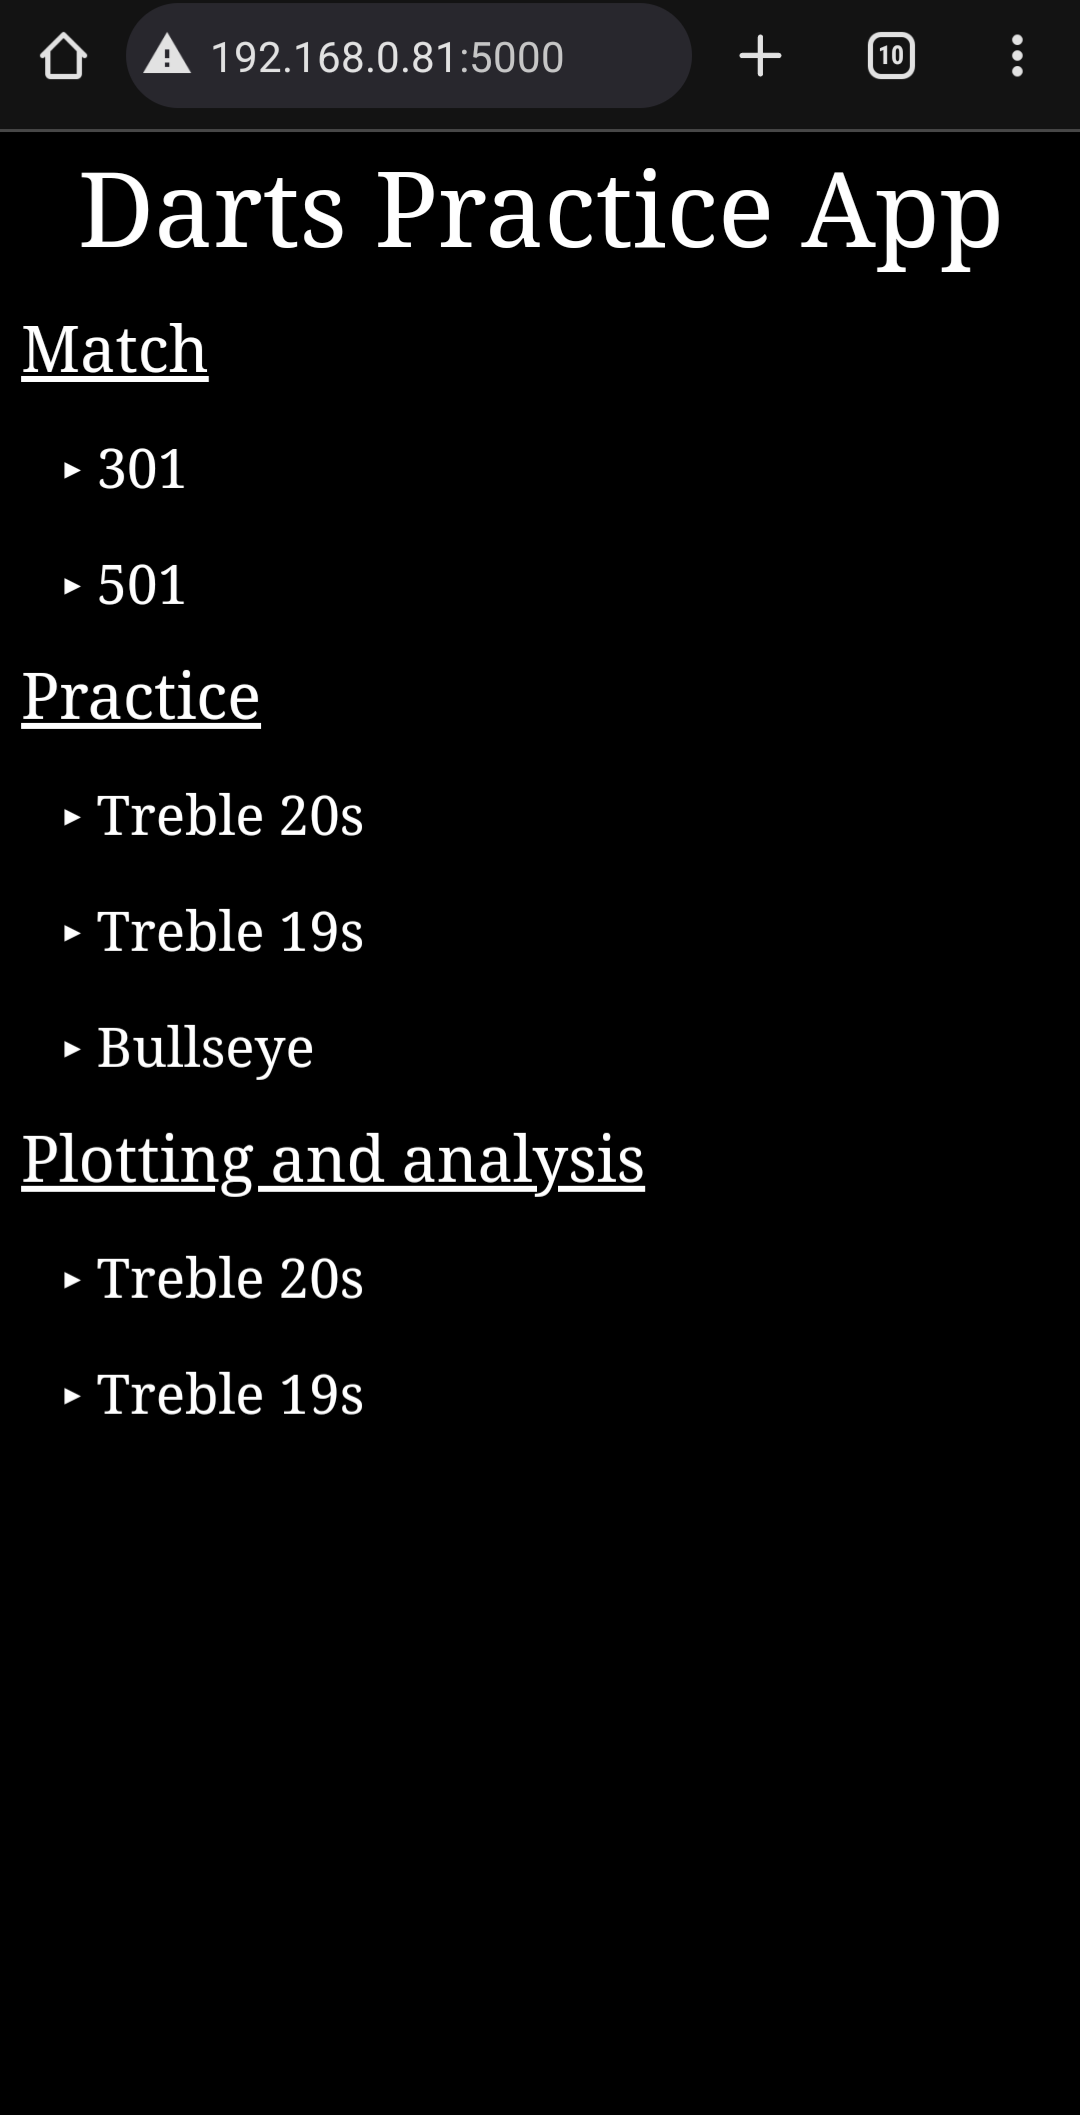 192.168.0.81:5000
10
Darts Practice App
Match
▸ 301
▸ 501
Practice
▸ Treble 20s
▸ Treble 19s
▸ Bullseye
Plotting and analysis
▸ Treble 20s
▸ Treble 19s